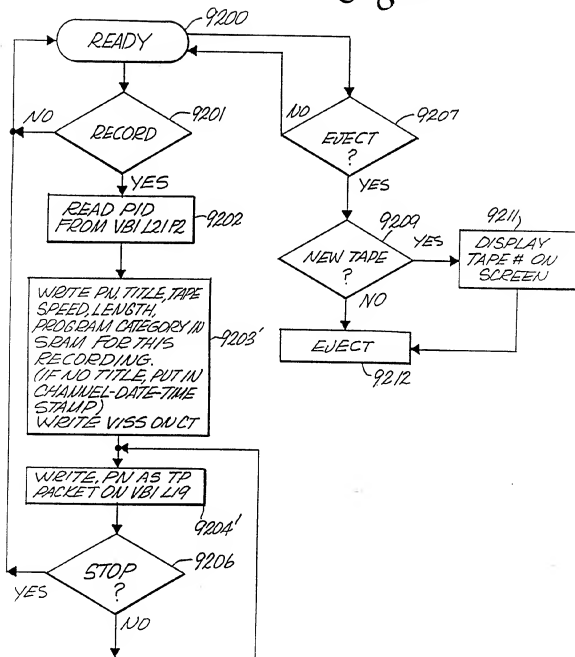 READY
9200
RECORD
9201
NO
YES
READ PID
FROM VBI L21F2
9202
WRITE PN, TITLE, TAPE
SPEED, LENGTH,
PROGRAM CATEGORY IN
SRAM FOR THIS
RECORDING.
(IF NO TITLE, PUT IN
CHANNEL-DATE-TIME
STAMP)
WRITE VISS ON CT
9203'
WRITE, PN AS TP
PACKET ON VBI L19
9204'
STOP
?
9206
YES
NO
EJECT
?
9207
NO
YES
NEW TAPE
?
9209
YES
NO
DISPLAY
TAPE # ON
SCREEN
9211
EJECT
9212